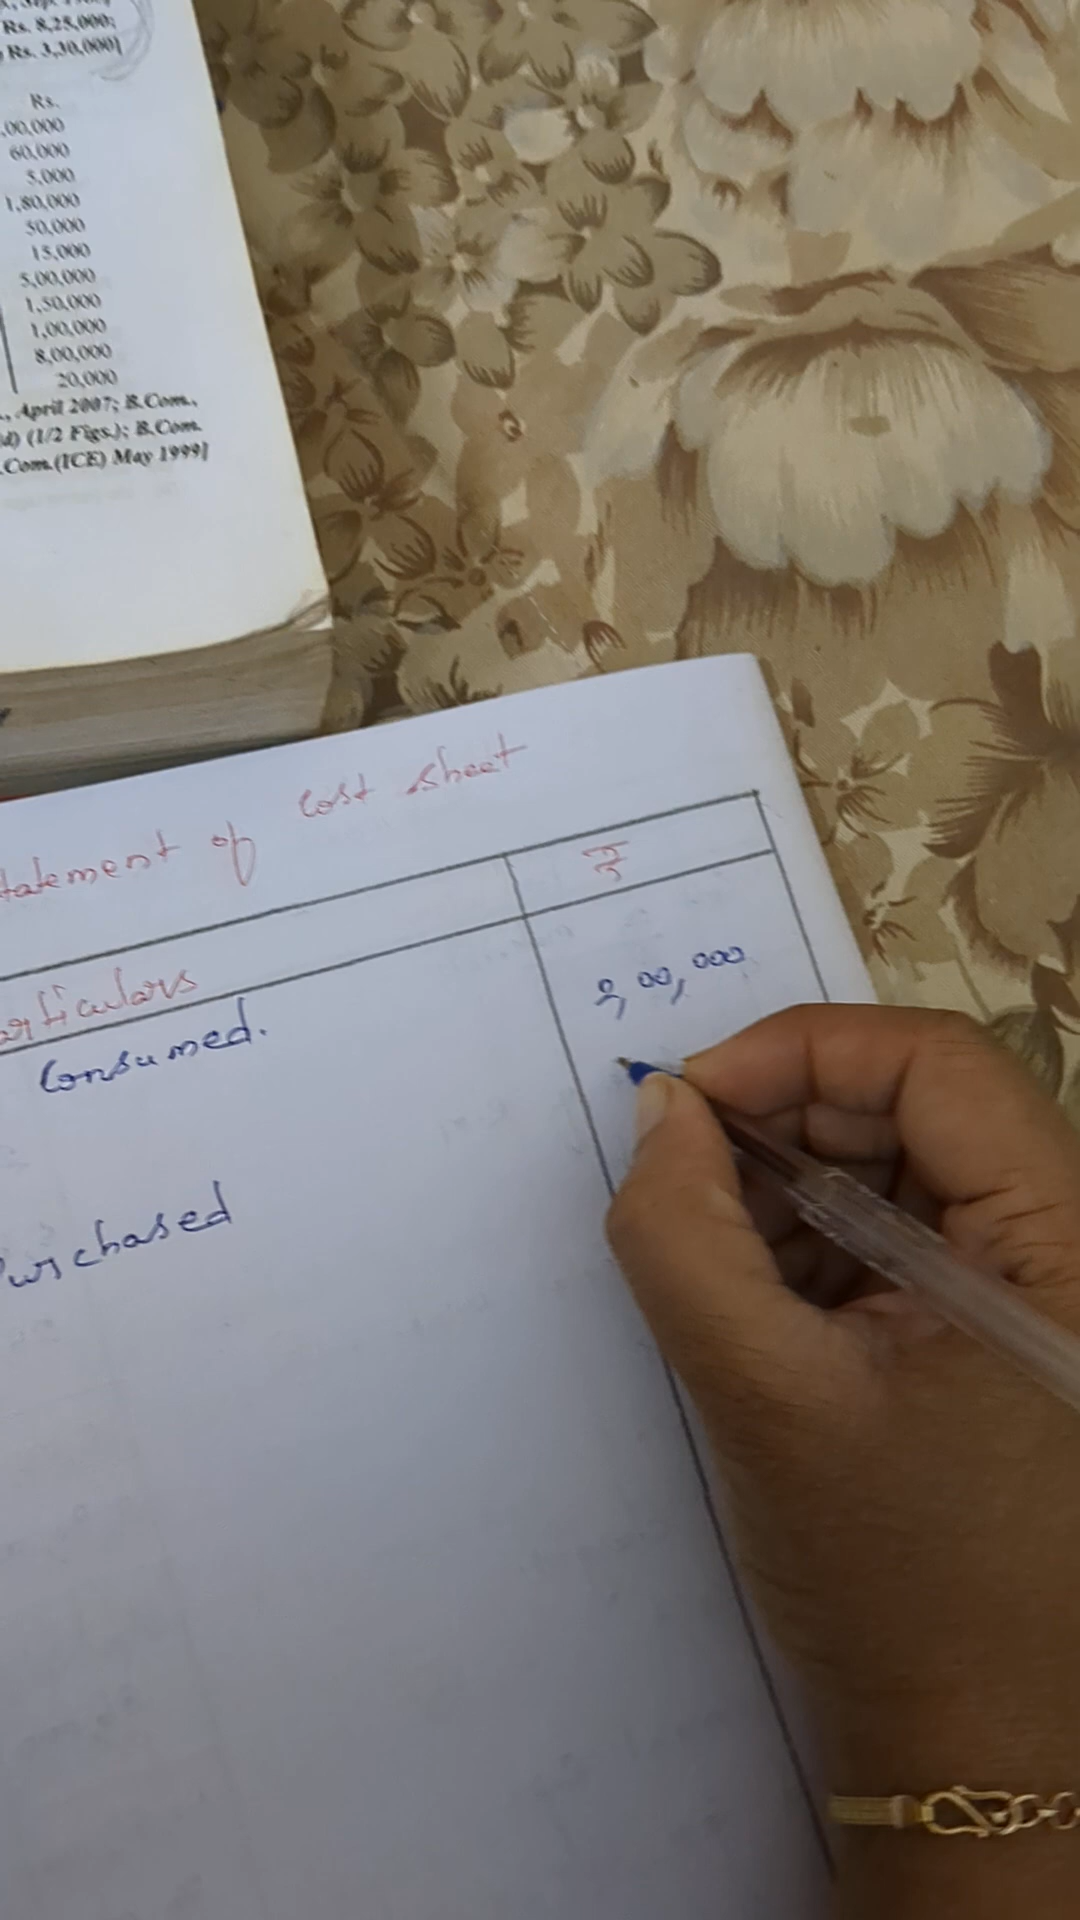 Rs. 8,25,000;
Rs. 3,30,000]
Rs.
,00,000
60,000
5,000
1,80,000
50,000
15,000
5,00,000
1,50,000
1,00,000
8,00,000
20,000
., April 2007; B.Com.,
d) (1/2 Figs.); B.Com.
.Com.(ICE) May 1999]
tatement of cost sheet
articulars
₹
Consumed.
2,00,000
Purchased